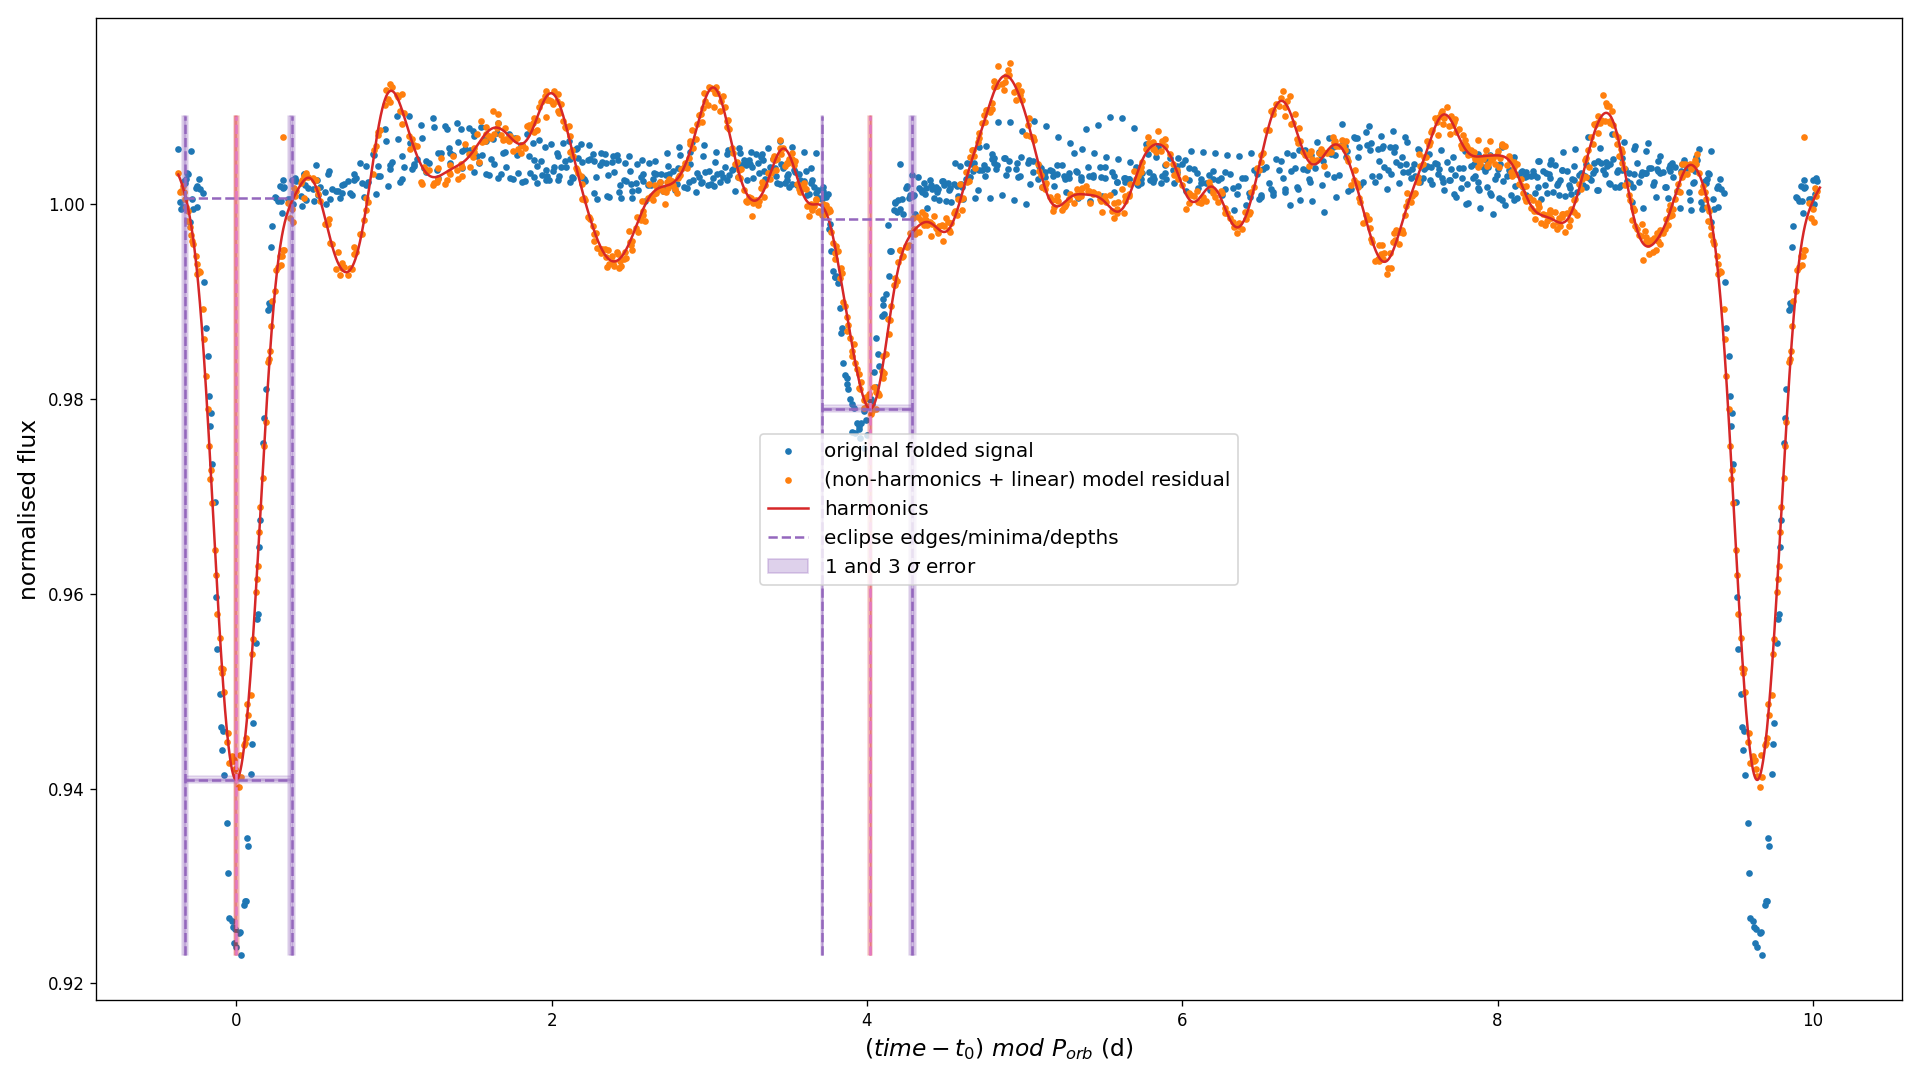 normalised flux
1.00
0.98
0.96
0.94
0.92
original folded signal
(non-harmonics + linear) model residual
harmonics
eclipse edges/minima/depths
1 and 3 σ error
0 2 4 6 8 10
(time − t₀) mod P_orb (d)